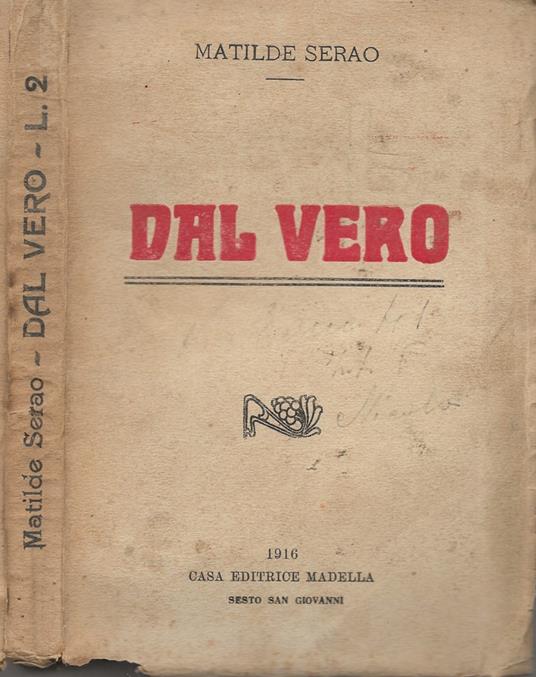 Matilde Serao ~ DAL VERO ~ L. 2
MATILDE SERAO
DAL VERO
1916
CASA EDITRICE MADELLA
SESTO SAN GIOVANNI